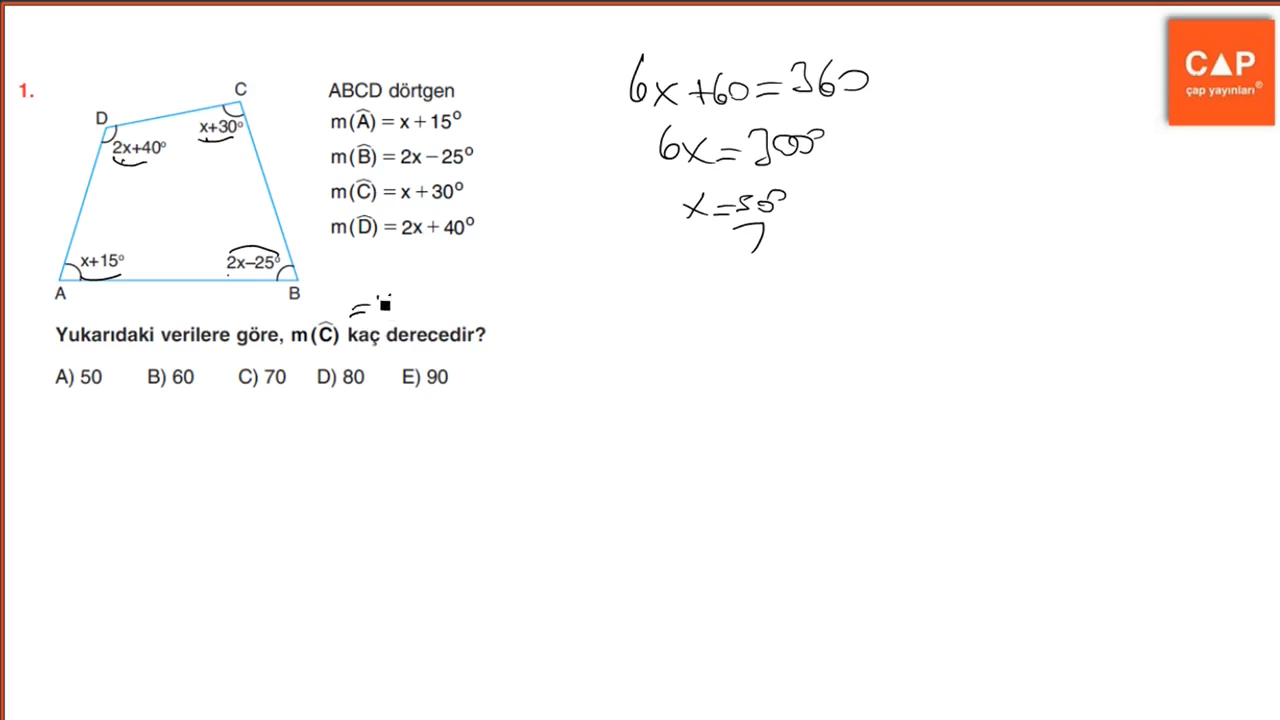 1.
C
D
x+30°
2x+40°
x+15°
2x–25°
A
B
ABCD dörtgen
m(Â) = x + 15°
m(B̂) = 2x – 25°
m(Ĉ) = x + 30°
m(D̂) = 2x + 40°
=
Yukarıdaki verilere göre, m(Ĉ) kaç derecedir?
A) 50 B) 60 C) 70 D) 80 E) 90
6x+60=360
6x=300°
x=50°
CAP
çap yayınları®